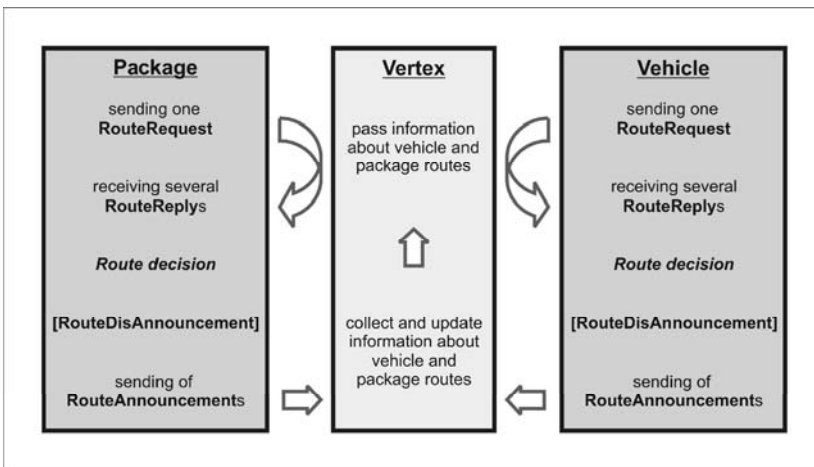 Package
sending one
RouteRequest
receiving several
RouteReplys
Route decision
[RouteDisAnnouncement]
sending of
RouteAnnouncements
Vertex
pass information
about vehicle and
package routes
collect and update
information about
vehicle and
package routes
Vehicle
sending one
RouteRequest
receiving several
RouteReplys
Route decision
[RouteDisAnnouncement]
sending of
RouteAnnouncements